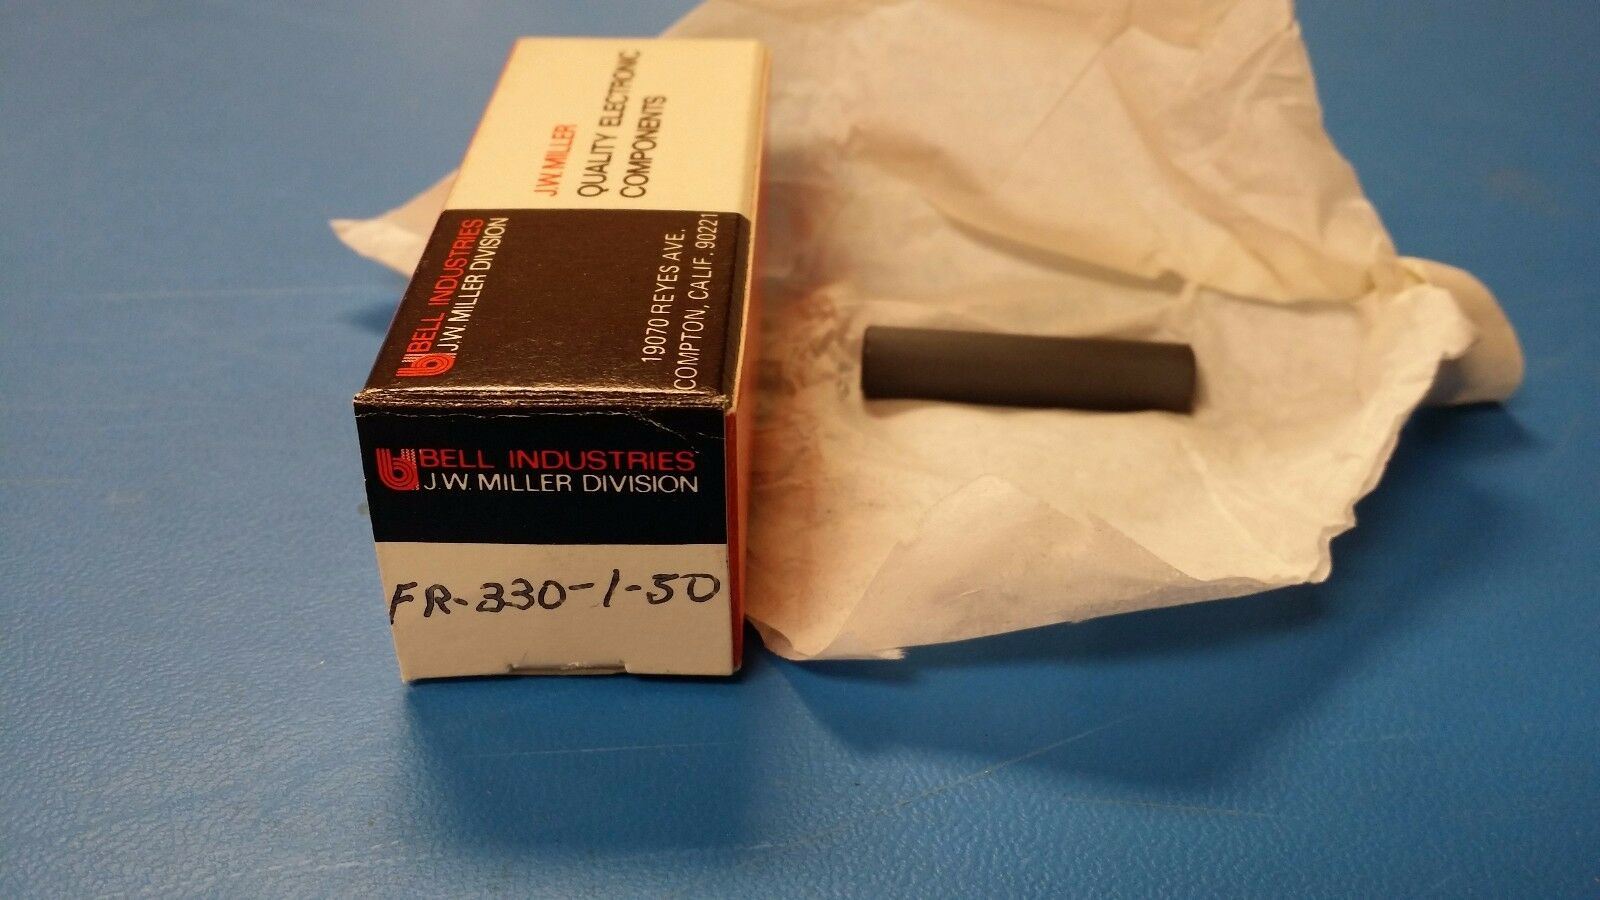 J.W. MILLER
QUALITY ELECTRONIC
COMPONENTS
BELL INDUSTRIES
J.W. MILLER DIVISION
19070 REYES AVE.
COMPTON, CALIF. 90221
BELL INDUSTRIES
J.W. MILLER DIVISION
FR-330-1-50